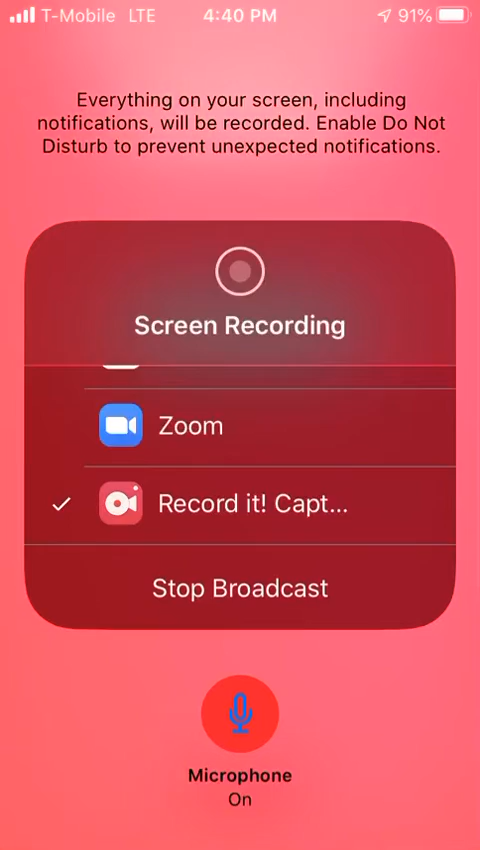 T-Mobile LTE 4:40 PM 91%
Everything on your screen, including
notifications, will be recorded. Enable Do Not
Disturb to prevent unexpected notifications.
Screen Recording
Zoom
Record it! Capt...
Stop Broadcast
Microphone
On